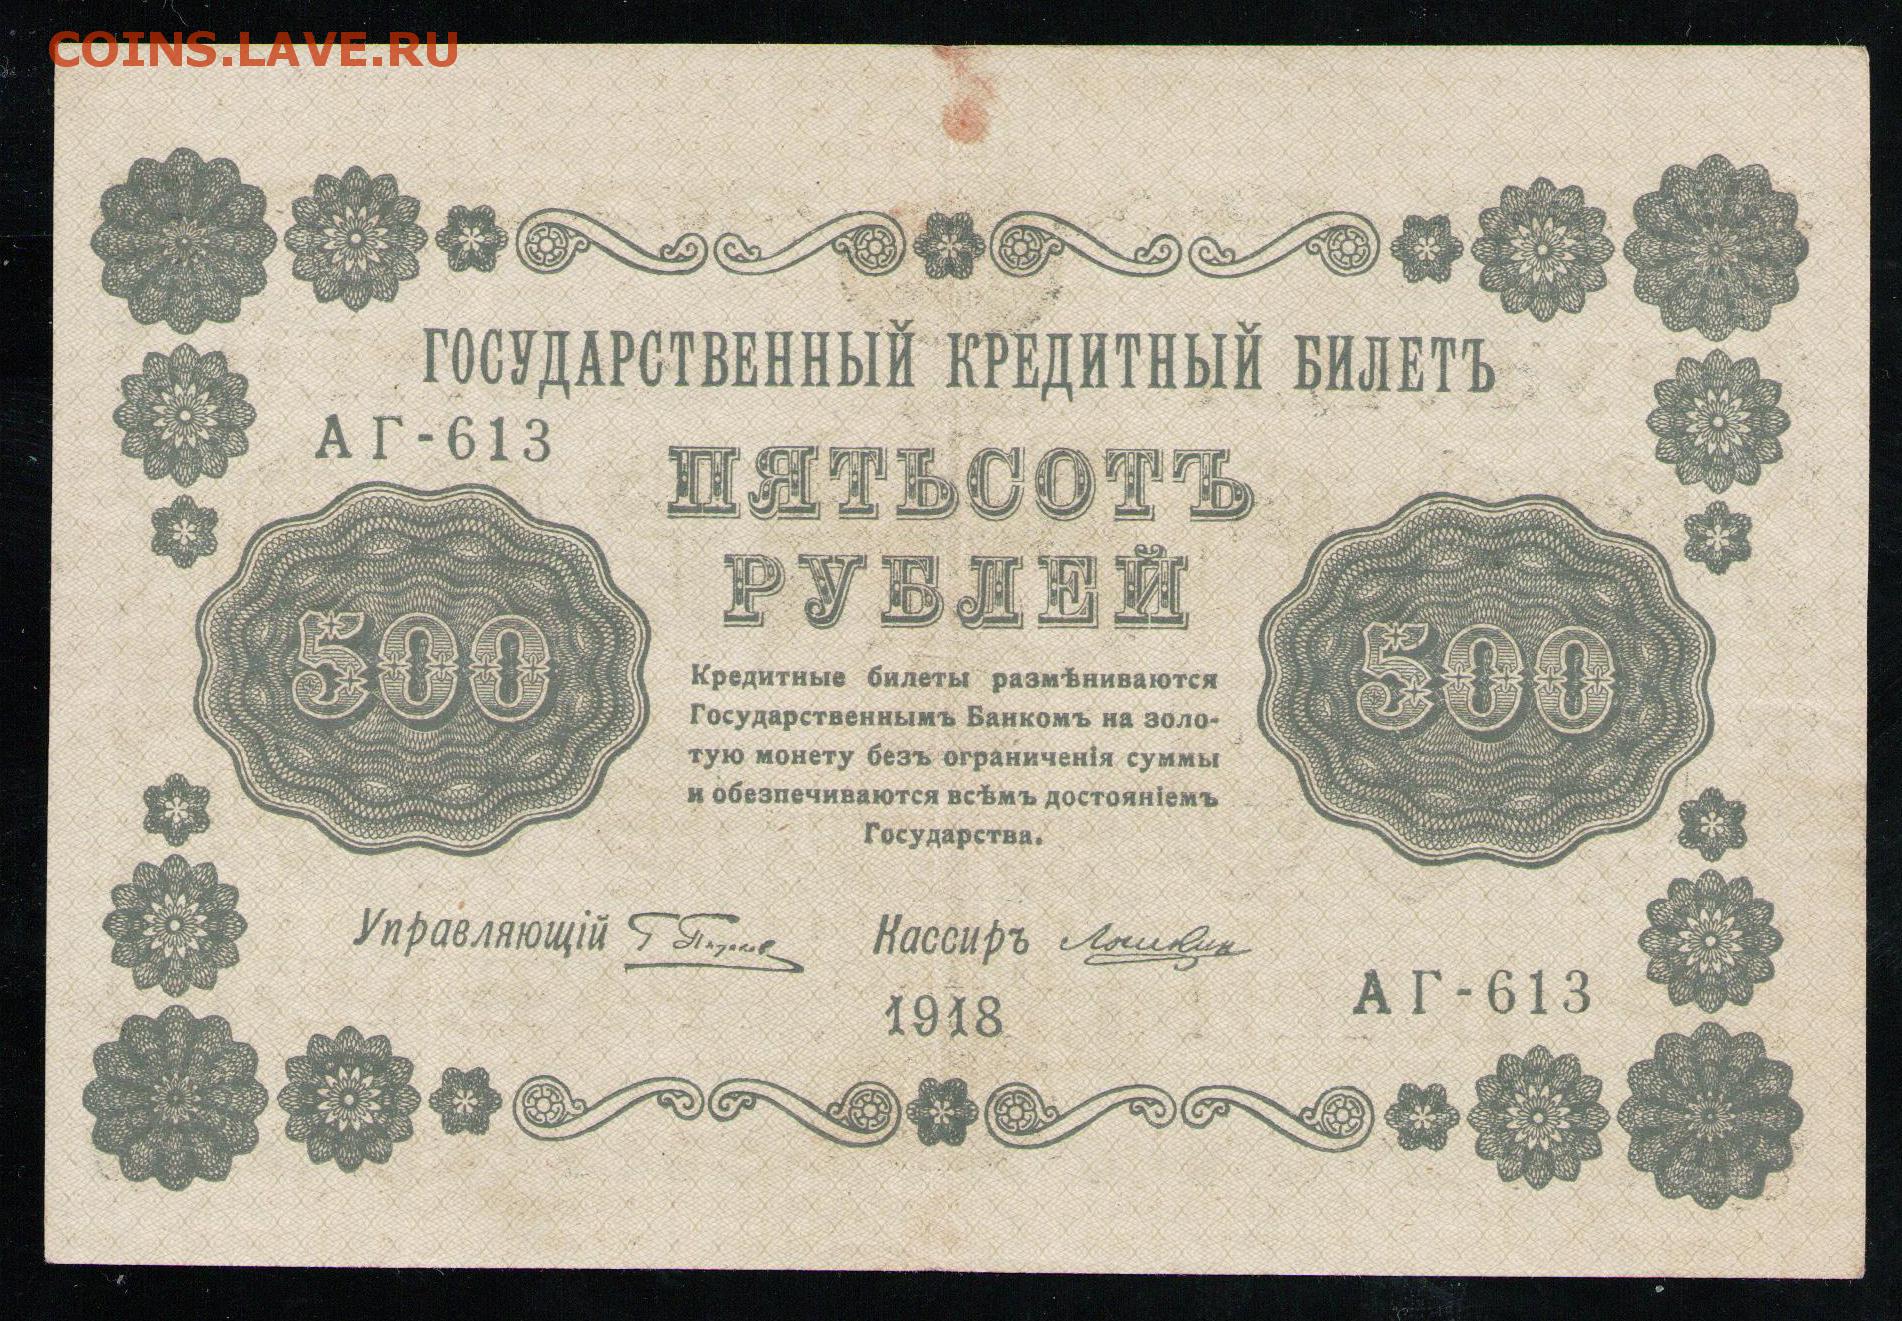 COINS.LAVE.RU
ГОСУДАРСТВЕННЫЙ КРЕДИТНЫЙ БИЛЕТЪ
АГ-613
ПЯТЬСОТЪ
РУБЛЕЙ
500
500
Кредитные билеты размѣниваются
Государственнымъ Банкомъ на золо-
тую монету безъ ограниченія суммы
и обезпечиваются всѣмъ достояніемъ
Государства.
Управляющій Кассиръ
АГ-613
1918